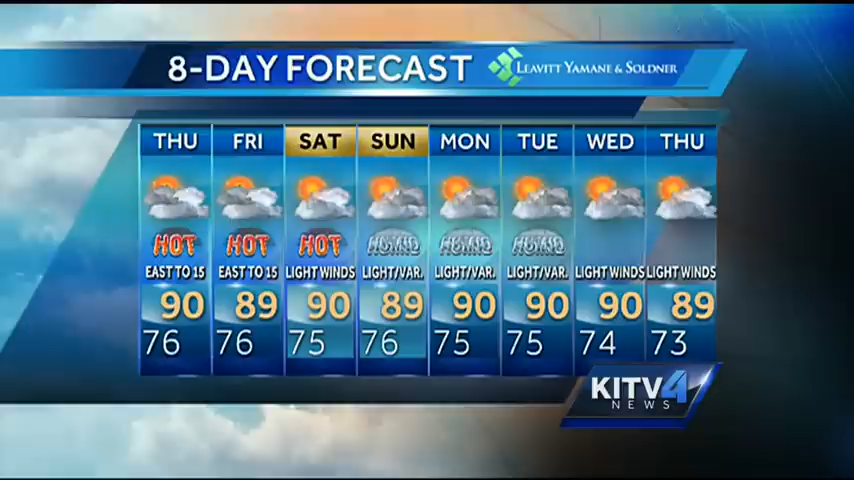 8-DAY FORECAST LEAVITT YAMANE & SOLDNER
THU FRI SAT SUN MON TUE WED THU
HOT HOT HOT HUMID HUMID HUMID
EAST TO 15 EAST TO 15 LIGHT WINDS LIGHT/VAR. LIGHT/VAR. LIGHT/VAR. LIGHT WINDS LIGHT WINDS
90 89 90 89 90 90 90 89
76 76 75 76 75 75 74 73
KITV4
NEWS